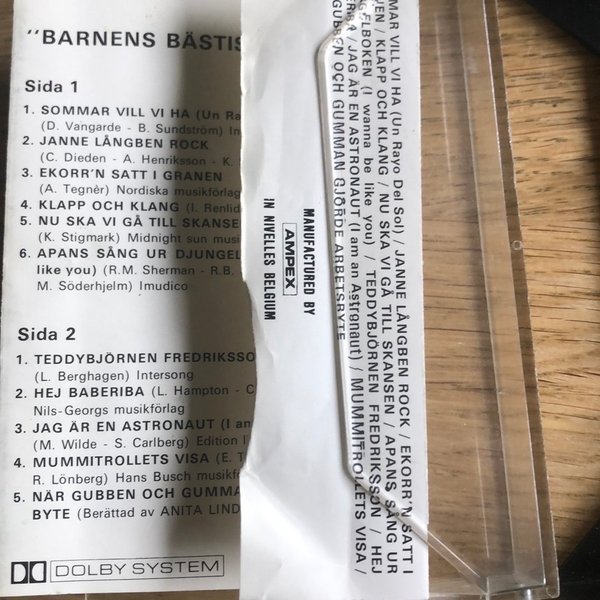 "BARNENS BÄSTIS
Sida 1
1. SOMMAR VILL VI HA (Un Rayo
(D. Vangarde - B. Sundström) In
2. JANNE LÅNGBEN ROCK
(C. Dieden - A. Henriksson - K.
3. EKORR'N SATT I GRANEN
(A. Tegnèr) Nordiska musikförlag
4. KLAPP OCH KLANG (I. Renlid
5. NU SKA VI GÅ TILL SKANSE
(K. Stigmark) Midnight sun musi
6. APANS SÅNG UR DJUNGEL
like you) (R.M. Sherman - R.B.
M. Söderhjelm) Imudico
Sida 2
1. TEDDYBJÖRNEN FREDRIKSSO
(L. Berghagen) Intersong
2. HEJ BABERIBA (L. Hampton - C
Nils-Georgs musikförlag
3. JAG ÄR EN ASTRONAUT (I am
(M. Wilde - S. Carlberg) Edition
4. MUMMITROLLETS VISA (E. T
R. Lönberg) Hans Busch musikf
5. NÄR GUBBEN OCH GUMMA
BYTE (Berättad av ANITA LIND
DOLBY SYSTEM
MANUFACTURED BY
AMPEX
IN NIVELLES BELGIUM
MAR VILL VI HA (Un Rayo Del Sol) / JANNE LÅNGBEN ROCK / EKORR'N SATT I
VEN / KLAPP OCH KLANG / NU SKA VI GÅ TILL SKANSEN / APANS SÅNG UR
ELBOKEN (I wanna be like you) / TEDDYBJÖRNEN FREDRIKSSON / HEJ
RIBA / JAG ÄR EN ASTRONAUT (I am an Astronaut) / MUMMITROLLETS VISA /
GUBBEN OCH GUMMAN GJORDE ARBETSBYTE